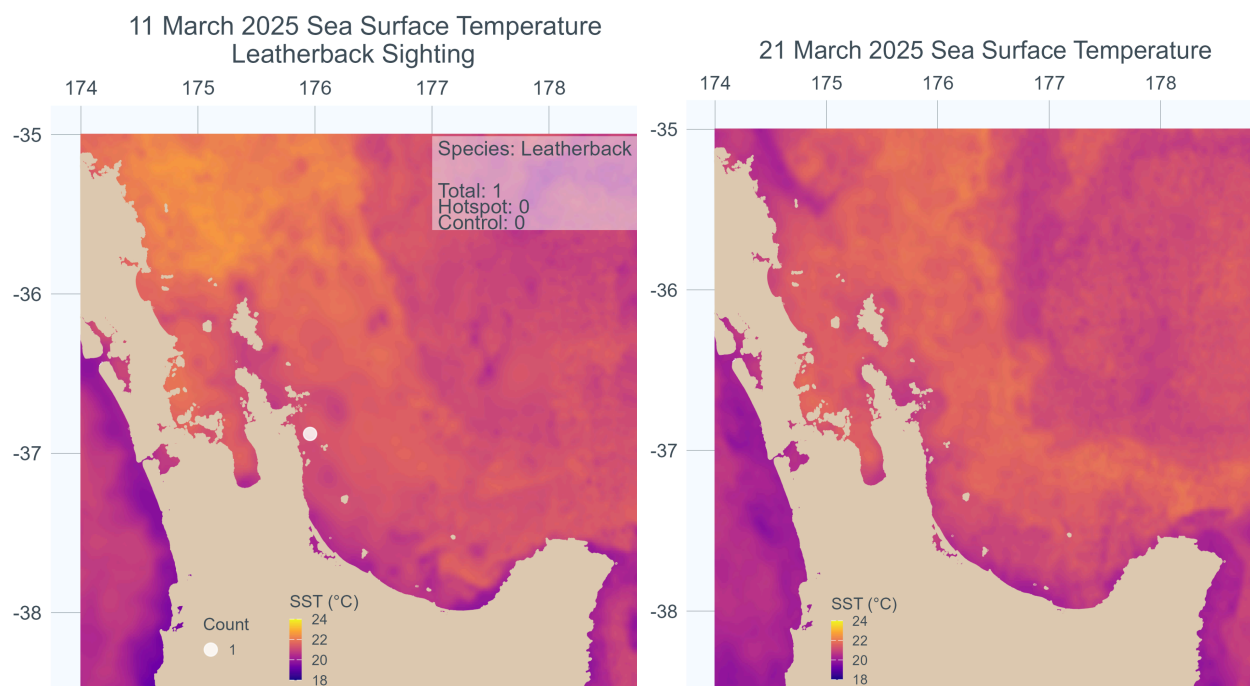 11 March 2025 Sea Surface Temperature
Leatherback Sighting
174 175 176 177 178
-35
-36
-37
-38
Species: Leatherback
Total: 1
Hotspot: 0
Control: 0
Count
1
SST (°C)
24
22
20
18
21 March 2025 Sea Surface Temperature
174 175 176 177 178
-35
-36
-37
-38
SST (°C)
24
22
20
18